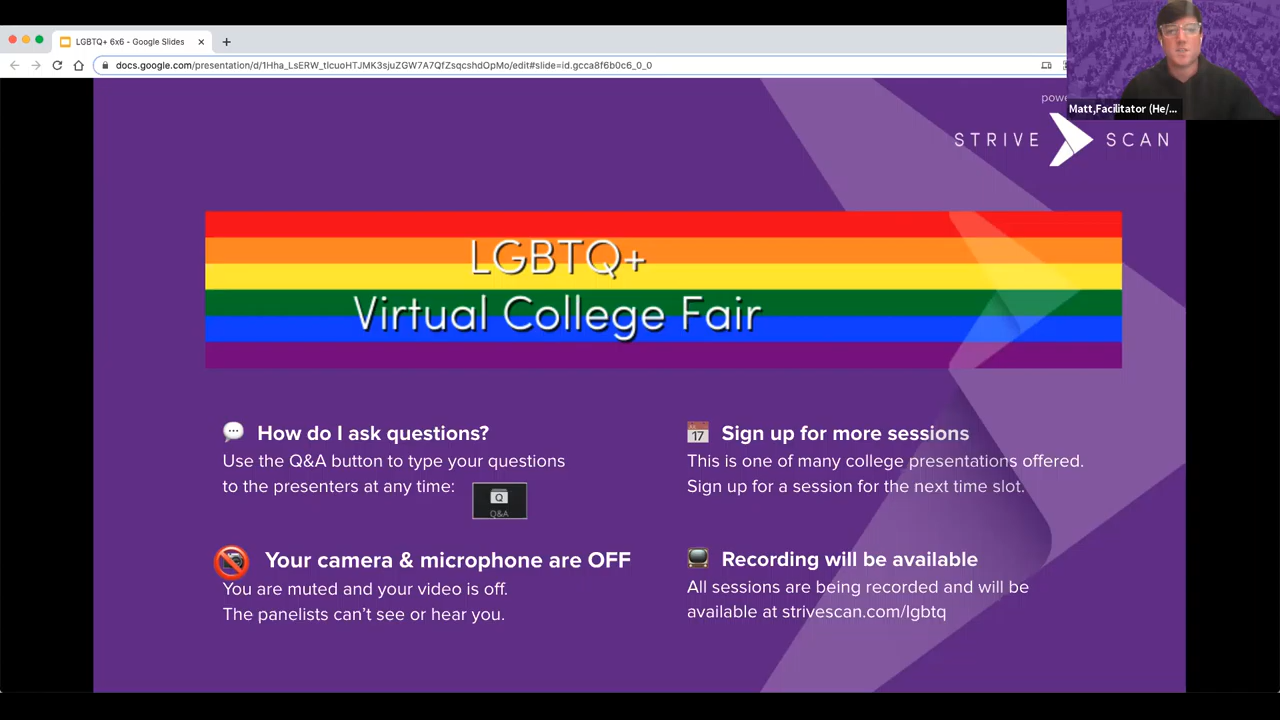 LGBTQ+ 6x6 - Google Slides
docs.google.com/presentation/d/1Hha_LsERW_tlcuoHTJMK3sjuZGW7A7QfZsqcshdOpMo/edit#slide=id.gcca8f6b0c6_0_0
Matt,Facilitator (He/...
STRIVE SCAN
LGBTQ+
Virtual College Fair
How do I ask questions?
Use the Q&A button to type your questions
to the presenters at any time:
Q&A
Sign up for more sessions
This is one of many college presentations offered.
Sign up for a session for the next time slot.
Your camera & microphone are OFF
You are muted and your video is off.
The panelists can't see or hear you.
Recording will be available
All sessions are being recorded and will be
available at strivescan.com/lgbtq